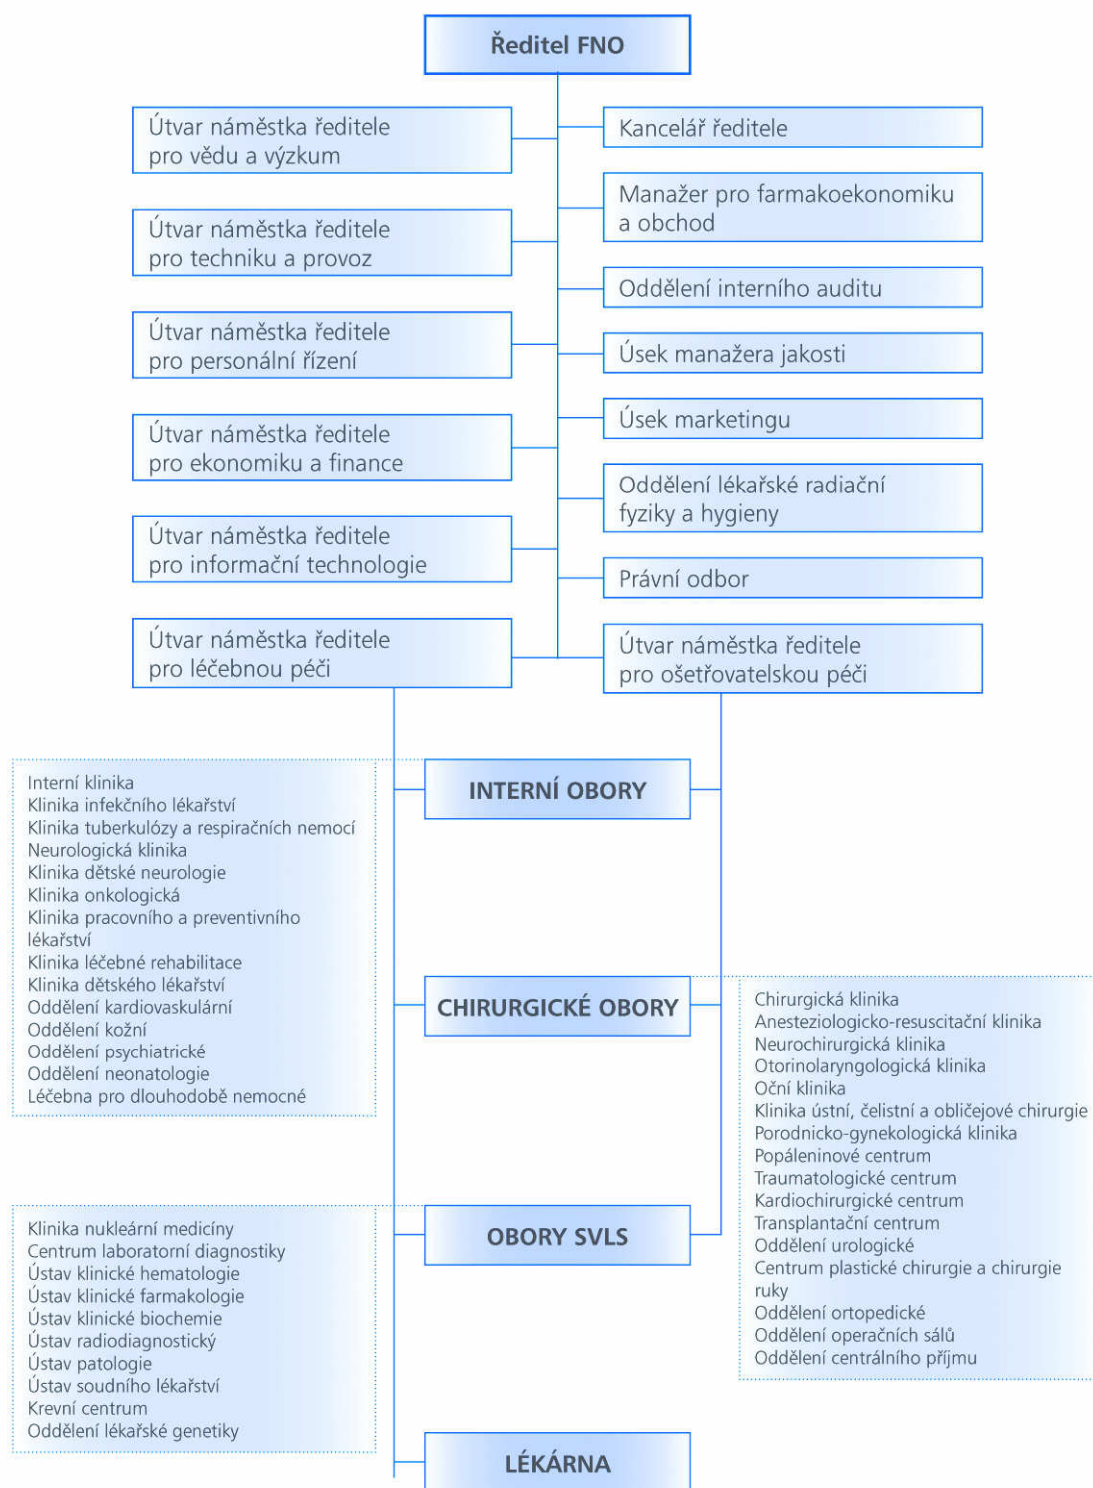 Ředitel FNO
Útvar náměstka ředitele
pro vědu a výzkum
Útvar náměstka ředitele
pro techniku a provoz
Útvar náměstka ředitele
pro personální řízení
Útvar náměstka ředitele
pro ekonomiku a finance
Útvar náměstka ředitele
pro informační technologie
Útvar náměstka ředitele
pro léčebnou péči
Kancelář ředitele
Manažer pro farmakoekonomiku
a obchod
Oddělení interního auditu
Úsek manažera jakosti
Úsek marketingu
Oddělení lékařské radiační
fyziky a hygieny
Právní odbor
Útvar náměstka ředitele
pro ošetřovatelskou péči
INTERNÍ OBORY
Interní klinika
Klinika infekčního lékařství
Klinika tuberkulózy a respiračních nemocí
Neurologická klinika
Klinika dětské neurologie
Klinika onkologická
Klinika pracovního a preventivního
lékařství
Klinika léčebné rehabilitace
Klinika dětského lékařství
Oddělení kardiovaskulární
Oddělení kožní
Oddělení psychiatrické
Oddělení neonatologie
Léčebna pro dlouhodobě nemocné
CHIRURGICKÉ OBORY
Chirurgická klinika
Anesteziologicko-resuscitační klinika
Neurochirurgická klinika
Otorinolaryngologická klinika
Oční klinika
Klinika ústní, čelistní a obličejové chirurgie
Porodnicko-gynekologická klinika
Popáleninové centrum
Traumatologické centrum
Kardiochirurgické centrum
Transplantační centrum
Oddělení urologické
Centrum plastické chirurgie a chirurgie
ruky
Oddělení ortopedické
Oddělení operačních sálů
Oddělení centrálního příjmu
OBORY SVLS
Klinika nukleární medicíny
Centrum laboratorní diagnostiky
Ústav klinické hematologie
Ústav klinické farmakologie
Ústav klinické biochemie
Ústav radiodiagnostický
Ústav patologie
Ústav soudního lékařství
Krevní centrum
Oddělení lékařské genetiky
LÉKÁRNA